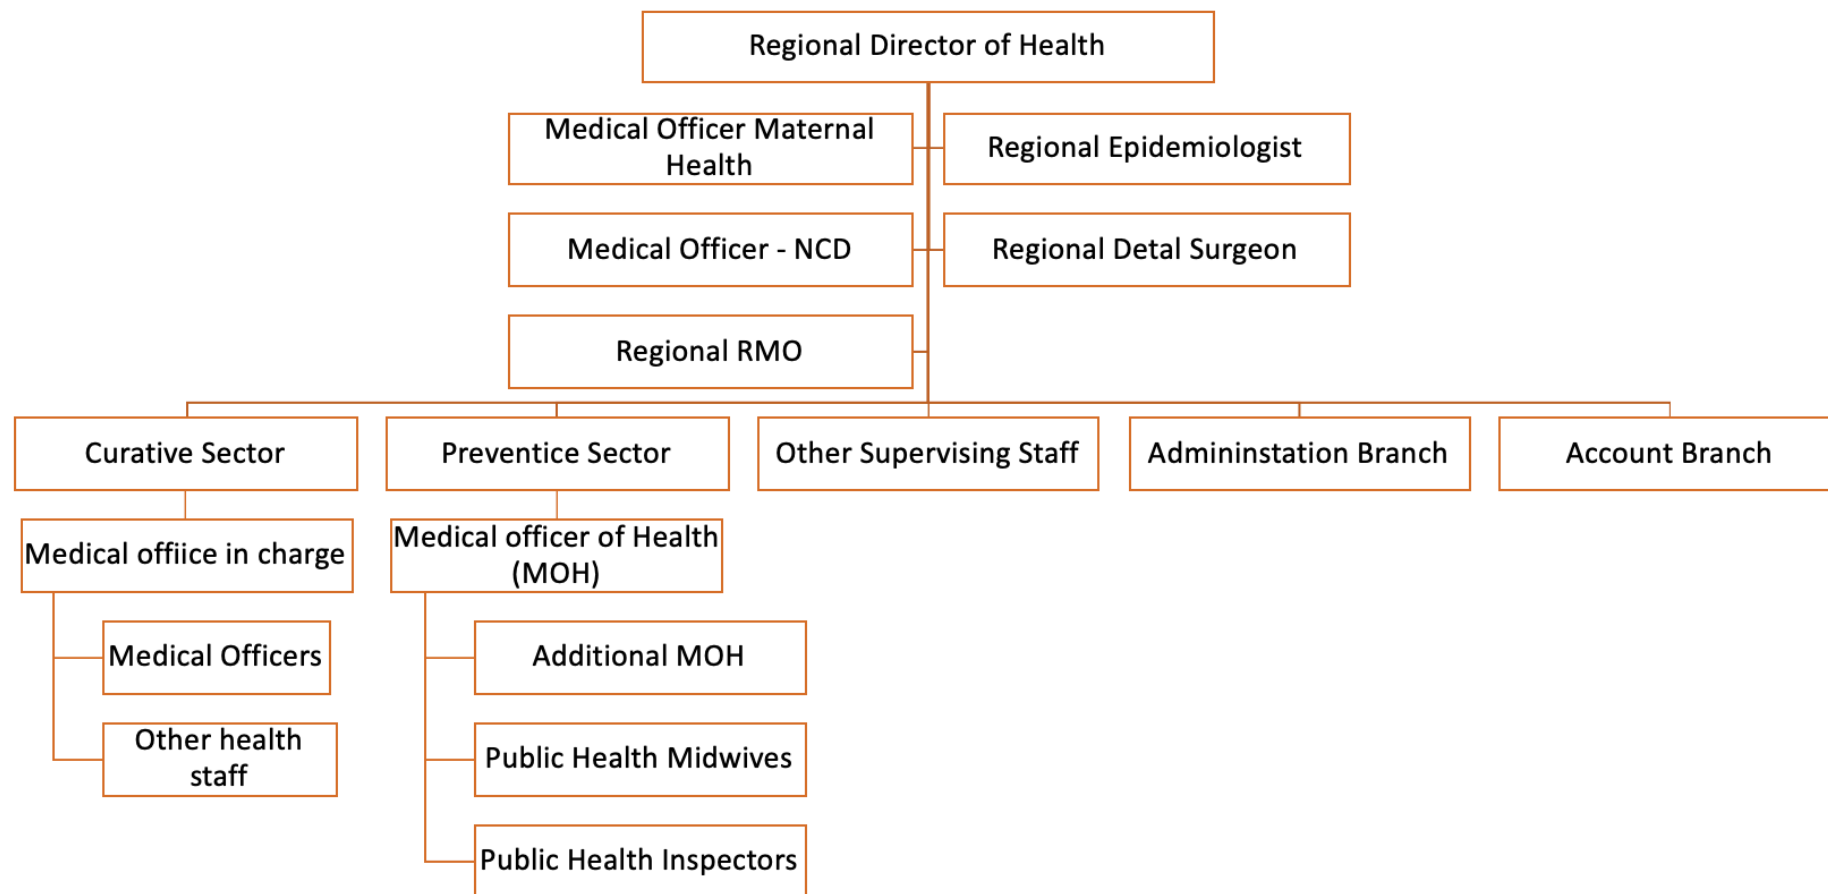 Regional Director of Health
Medical Officer Maternal
Health
Regional Epidemiologist
Medical Officer - NCD
Regional Detal Surgeon
Regional RMO
Curative Sector
Preventice Sector
Other Supervising Staff
Admininstation Branch
Account Branch
Medical offiice in charge
Medical officer of Health
(MOH)
Medical Officers
Additional MOH
Other health
staff
Public Health Midwives
Public Health Inspectors